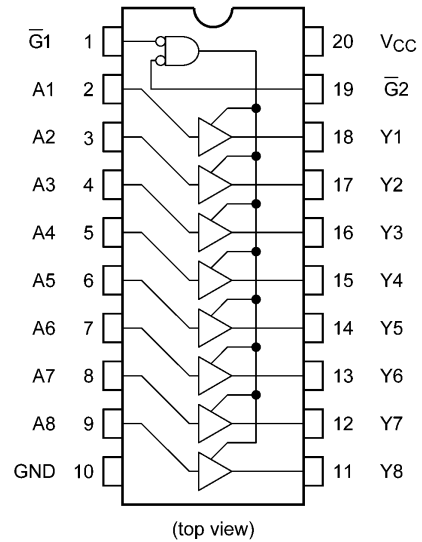 G̅1 1 20 VCC
A1 2 19 G̅2
A2 3 18 Y1
A3 4 17 Y2
A4 5 16 Y3
A5 6 15 Y4
A6 7 14 Y5
A7 8 13 Y6
A8 9 12 Y7
GND 10 11 Y8
(top view)